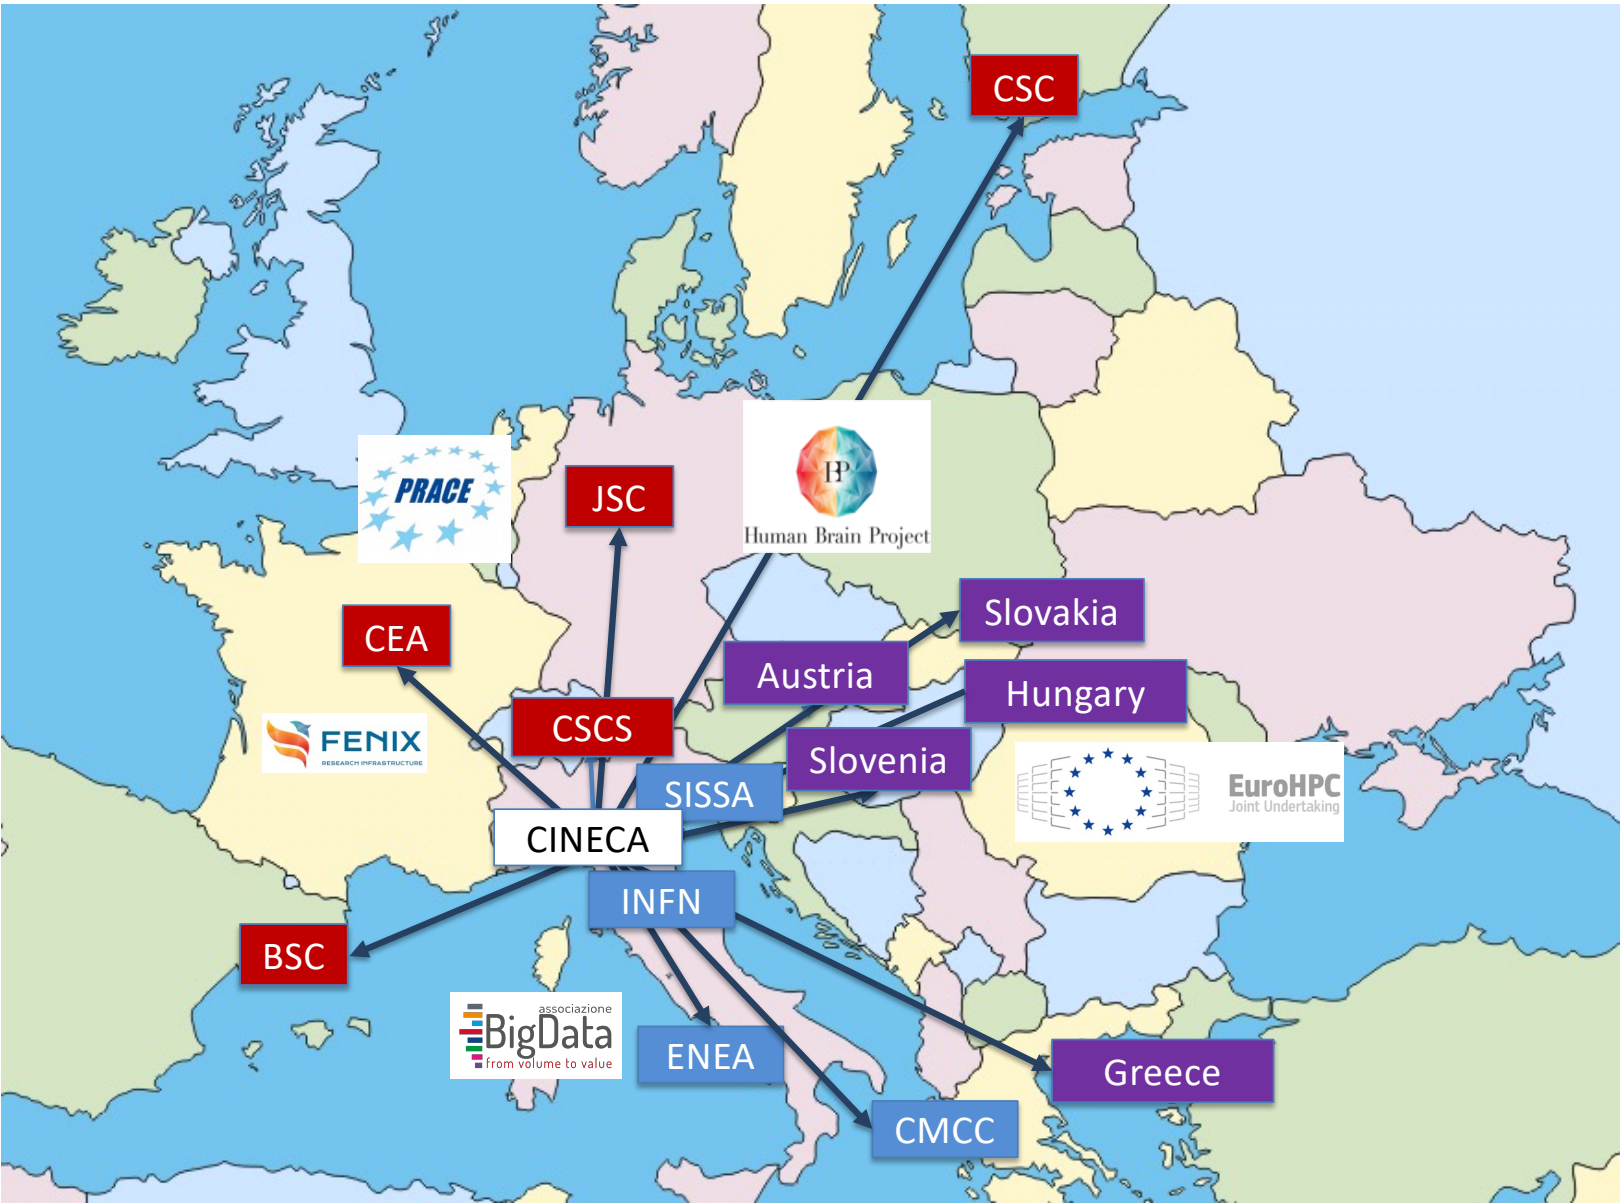 CSC
PRACE
JSC
HP
Human Brain Project
CEA
Slovakia
Austria
Hungary
CSCS
FENIX
RESEARCH INFRASTRUCTURE
Slovenia
SISSA
EuroHPC
Joint Undertaking
CINECA
INFN
BSC
associazione
BigData
from volume to value
ENEA
Greece
CMCC